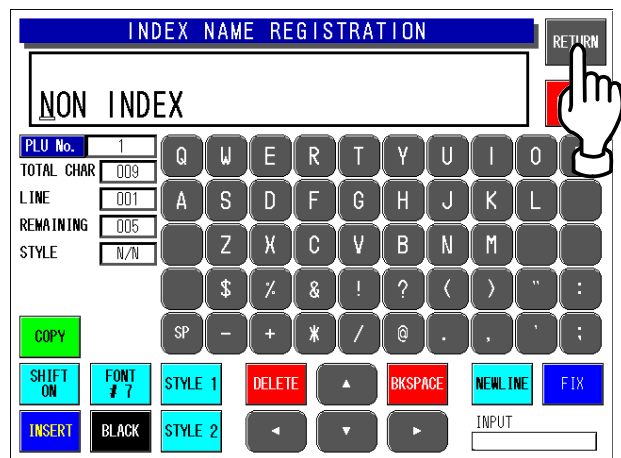 INDEX NAME REGISTRATION
RETURN
NON INDEX
PLU No. 1
TOTAL CHAR 009
LINE 001
REMAINING 005
STYLE N/N
Q W E R T Y U I O
A S D F G H J K L
Z X C V B N M
$ % & ! ? ( ) " :
SP - + * / @ . , ' ;
COPY
SHIFT ON
FONT # 7
STYLE 1
DELETE
▲
BKSPACE
NEWLINE
FIX
INSERT
BLACK
STYLE 2
◄
▼
►
INPUT